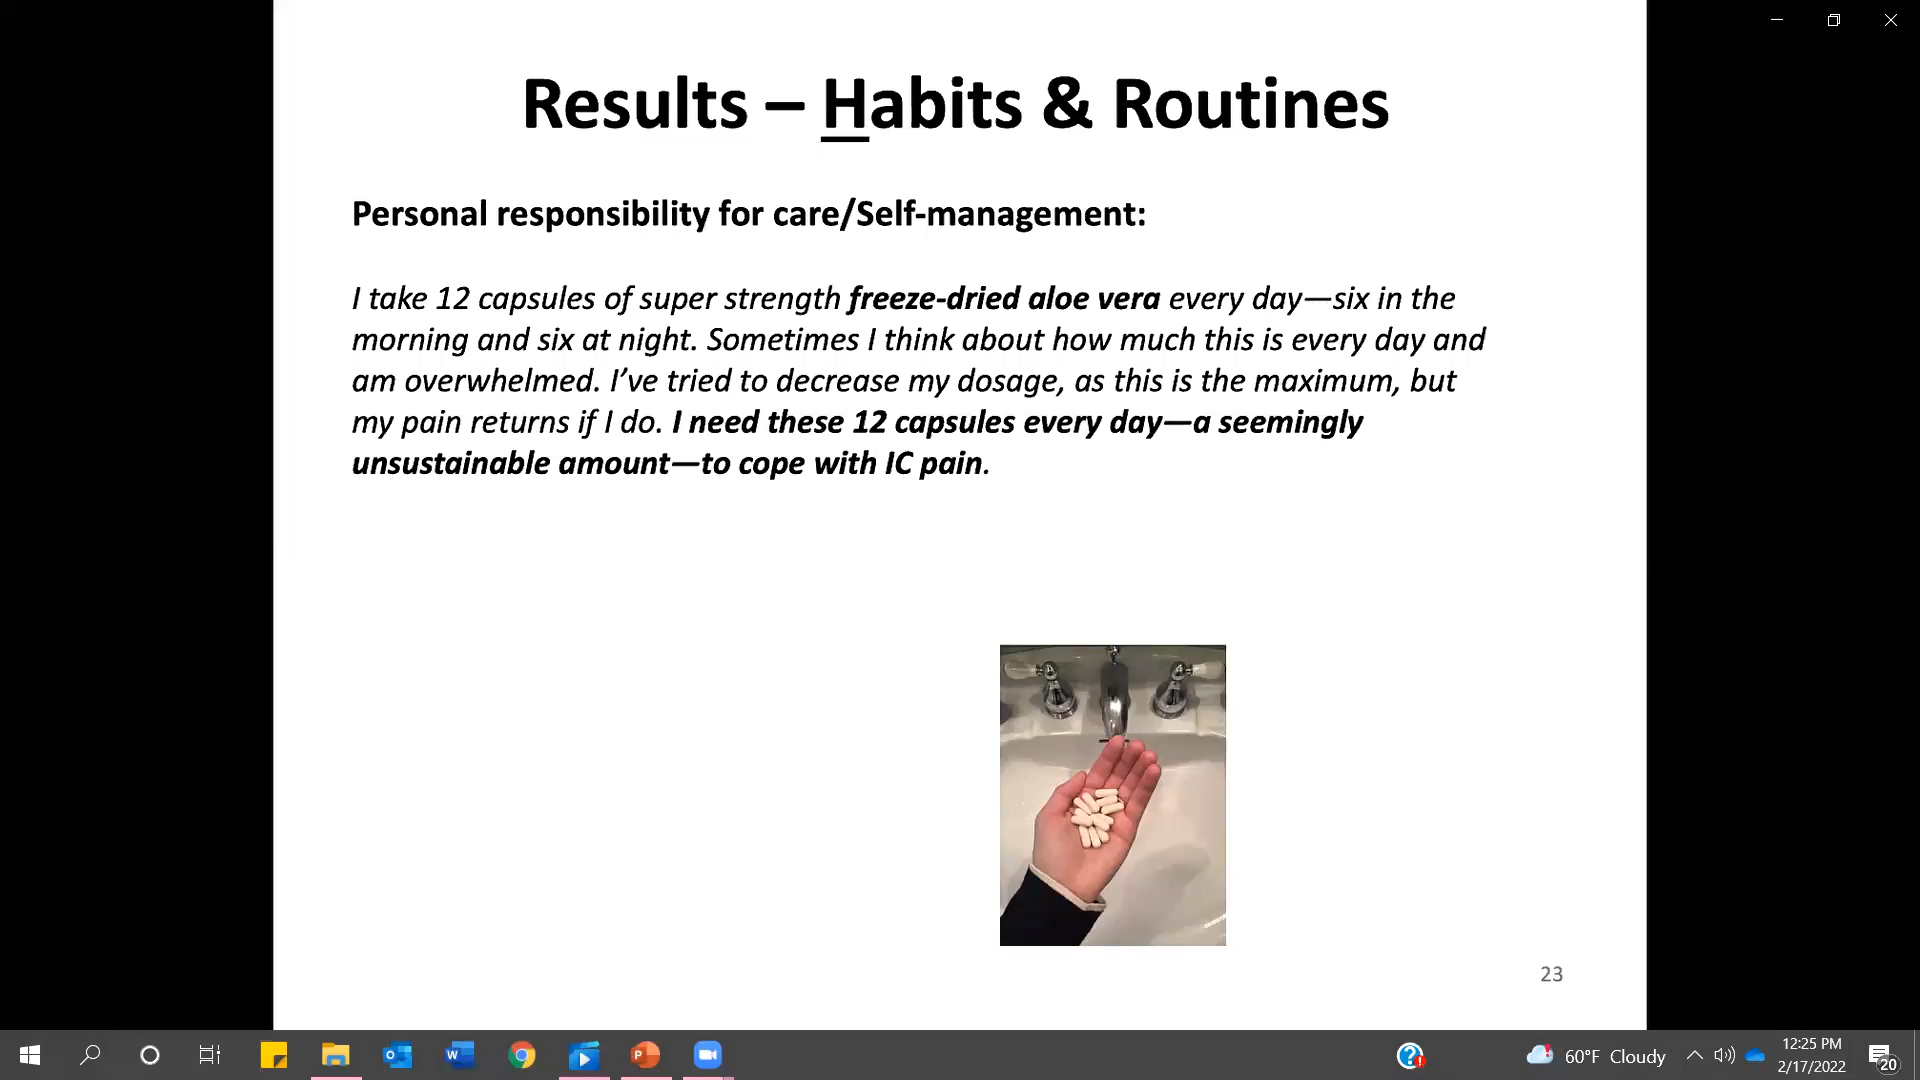 Results – Habits & Routines
Personal responsibility for care/Self-management:
I take 12 capsules of super strength freeze-dried aloe vera every day—six in the
morning and six at night. Sometimes I think about how much this is every day and
am overwhelmed. I’ve tried to decrease my dosage, as this is the maximum, but
my pain returns if I do. I need these 12 capsules every day—a seemingly
unsustainable amount—to cope with IC pain.
23
60°F Cloudy
12:25 PM
2/17/2022
20